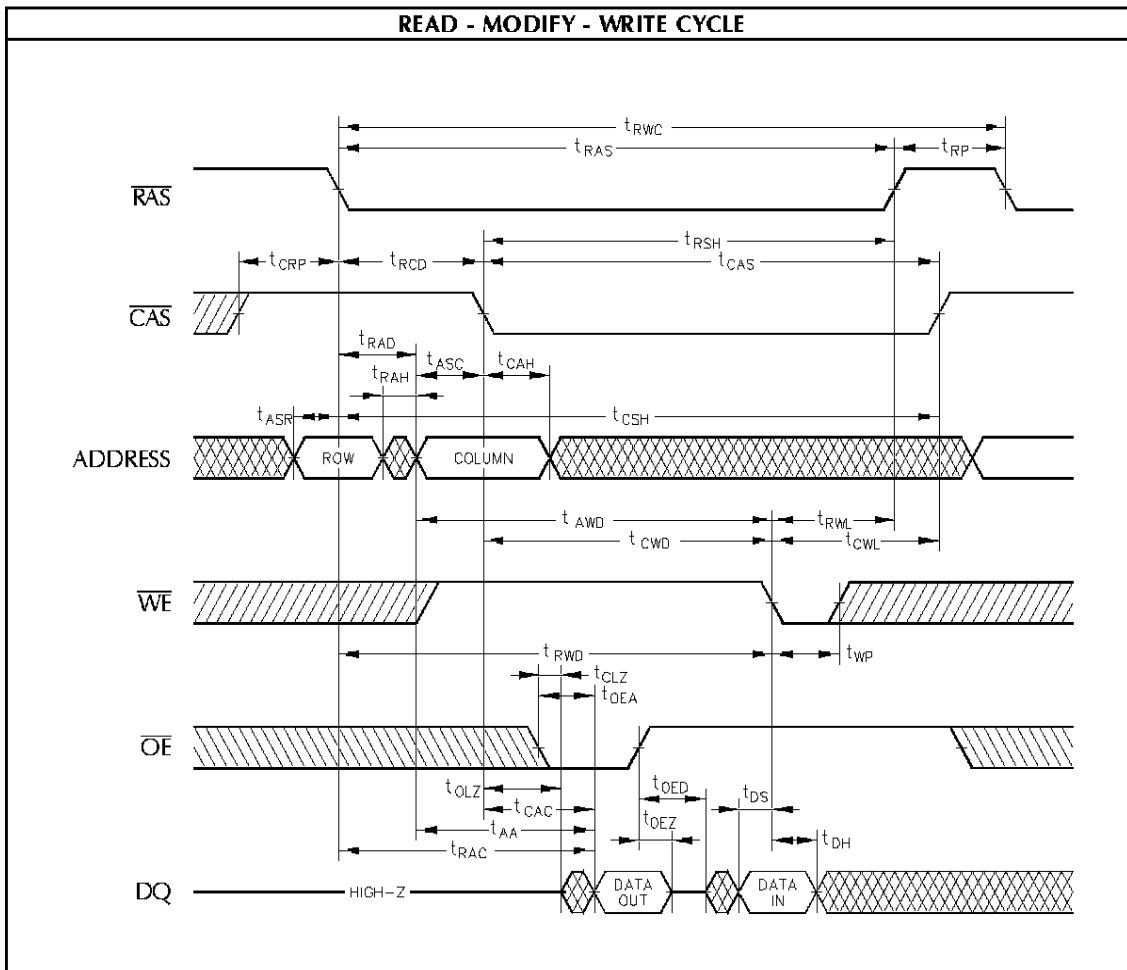 READ - MODIFY - WRITE CYCLE
tRWC
tRAS
tRP
RAS
tRSH
tCRP
tRCD
tCAS
CAS
tRAD
tASC
tCAH
tRAH
tASR
tCSH
ADDRESS
ROW
COLUMN
tAWD
tRWL
tCWD
tCWL
WE
tRWD
tWP
tCLZ
tOEA
OE
tOLZ
tOED
tDS
tCAC
tOEZ
tAA
tDH
tRAC
DQ
HIGH-Z
DATA OUT
DATA IN